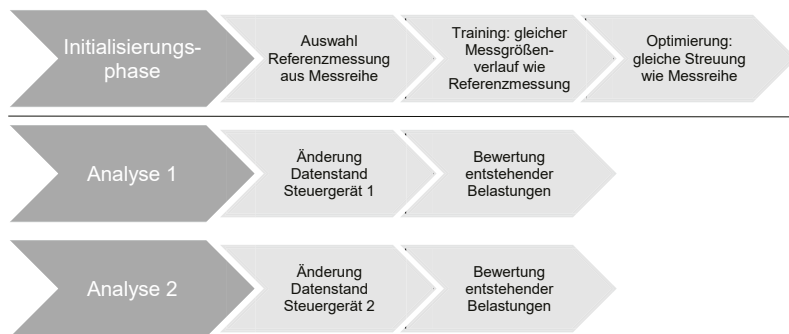 Initialisierungs-
phase
Auswahl
Referenzmessung
aus Messreihe
Training: gleicher
Messgrößen-
verlauf wie
Referenzmessung
Optimierung:
gleiche Streuung
wie Messreihe
Analyse 1
Änderung
Datenstand
Steuergerät 1
Bewertung
entstehender
Belastungen
Analyse 2
Änderung
Datenstand
Steuergerät 2
Bewertung
entstehender
Belastungen